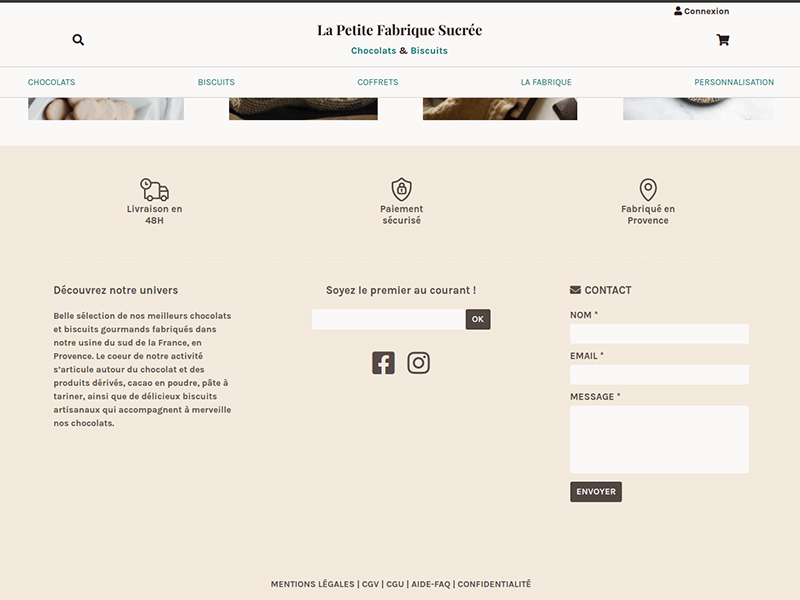 Connexion
La Petite Fabrique Sucrée
Chocolats & Biscuits
CHOCOLATS BISCUITS COFFRETS LA FABRIQUE PERSONNALISATION
Livraison en
48H
Paiement
sécurisé
Fabriqué en
Provence
Découvrez notre univers
Belle sélection de nos meilleurs chocolats
et biscuits gourmands fabriqués dans
notre usine du sud de la France, en
Provence. Le coeur de notre activité
s'articule autour du chocolat et des
produits dérivés, cacao en poudre, pâte à
tariner, ainsi que de délicieux biscuits
artisanaux qui accompagnent à merveille
nos chocolats.
Soyez le premier au courant !
OK
CONTACT
NOM *
EMAIL *
MESSAGE *
ENVOYER
MENTIONS LÉGALES | CGV | CGU | AIDE-FAQ | CONFIDENTIALITÉ